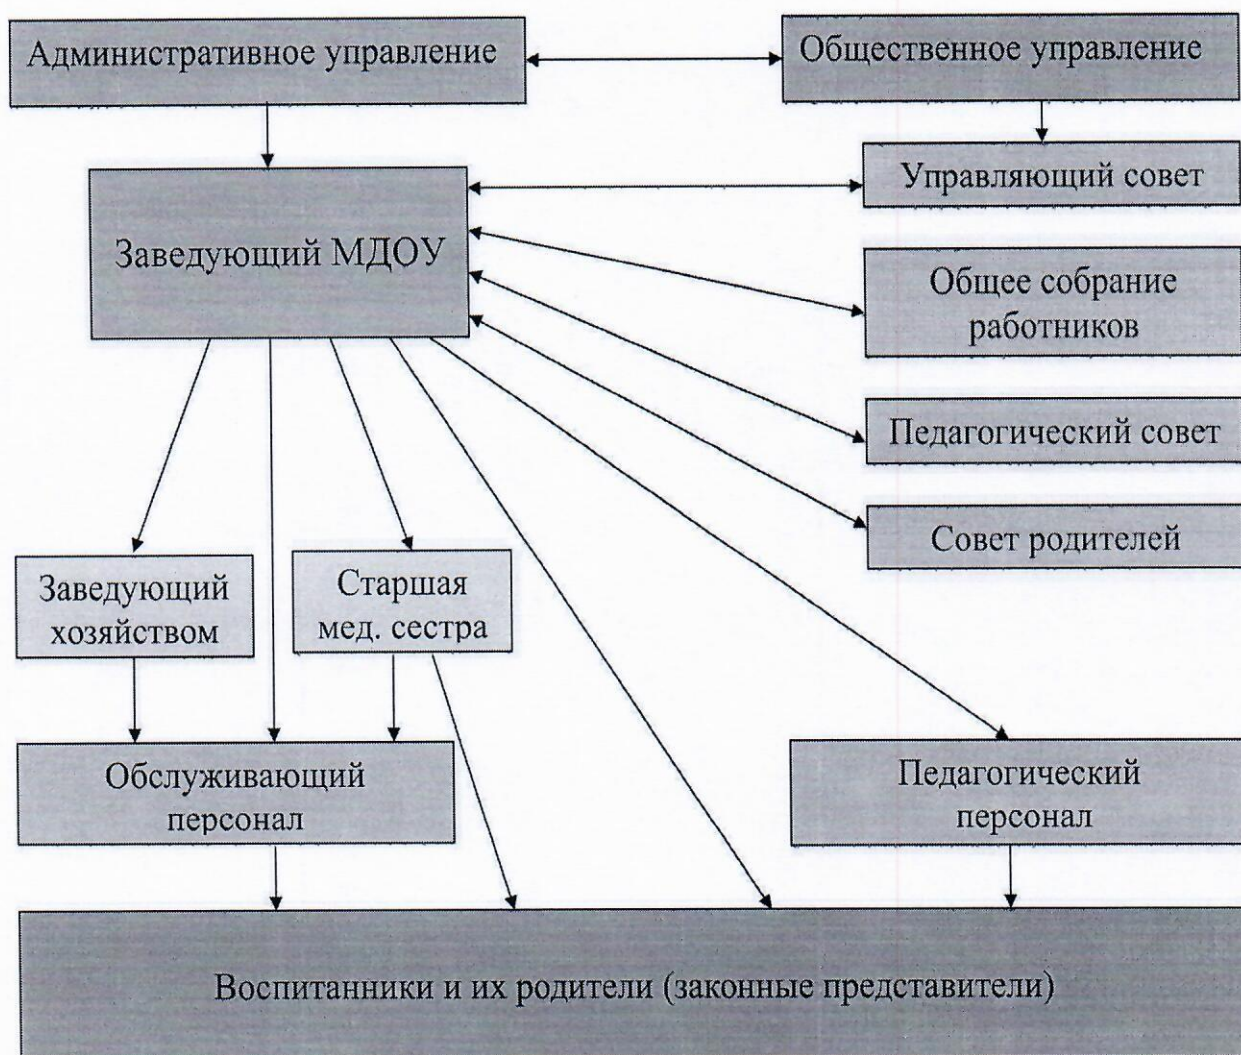 Административное управление
Общественное управление
Управляющий совет
Заведующий МДОУ
Общее собрание
работников
Педагогический совет
Совет родителей
Заведующий
хозяйством
Старшая
мед. сестра
Обслуживающий
персонал
Педагогический
персонал
Воспитанники и их родители (законные представители)